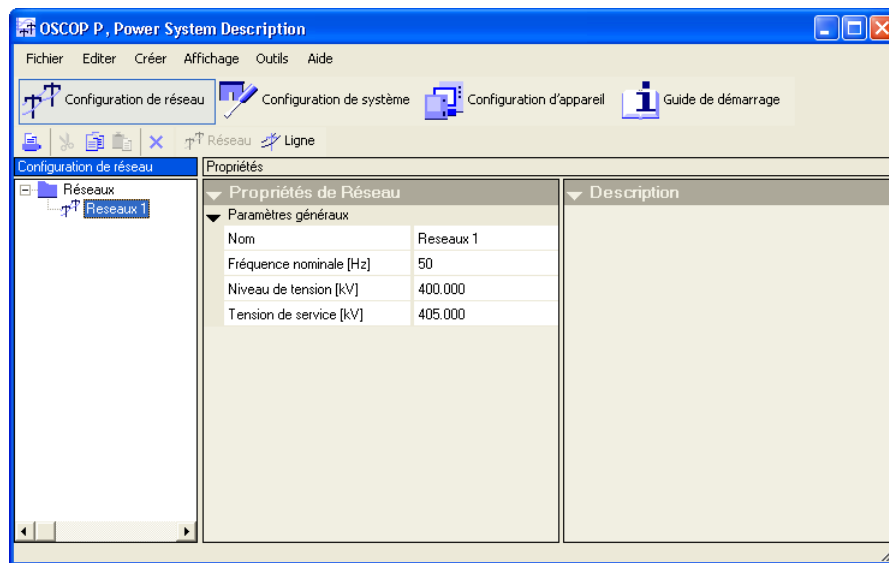 OSCOP P, Power System Description
Fichier Editer Créer Affichage Outils Aide
Configuration de réseau Configuration de système Configuration d'appareil Guide de démarrage
Réseau Ligne
Configuration de réseau
Propriétés
Réseaux
Reseaux 1
Propriétés de Réseau
Paramètres généraux
Nom Reseaux 1
Fréquence nominale [Hz] 50
Niveau de tension [kV] 400.000
Tension de service [kV] 405.000
Description